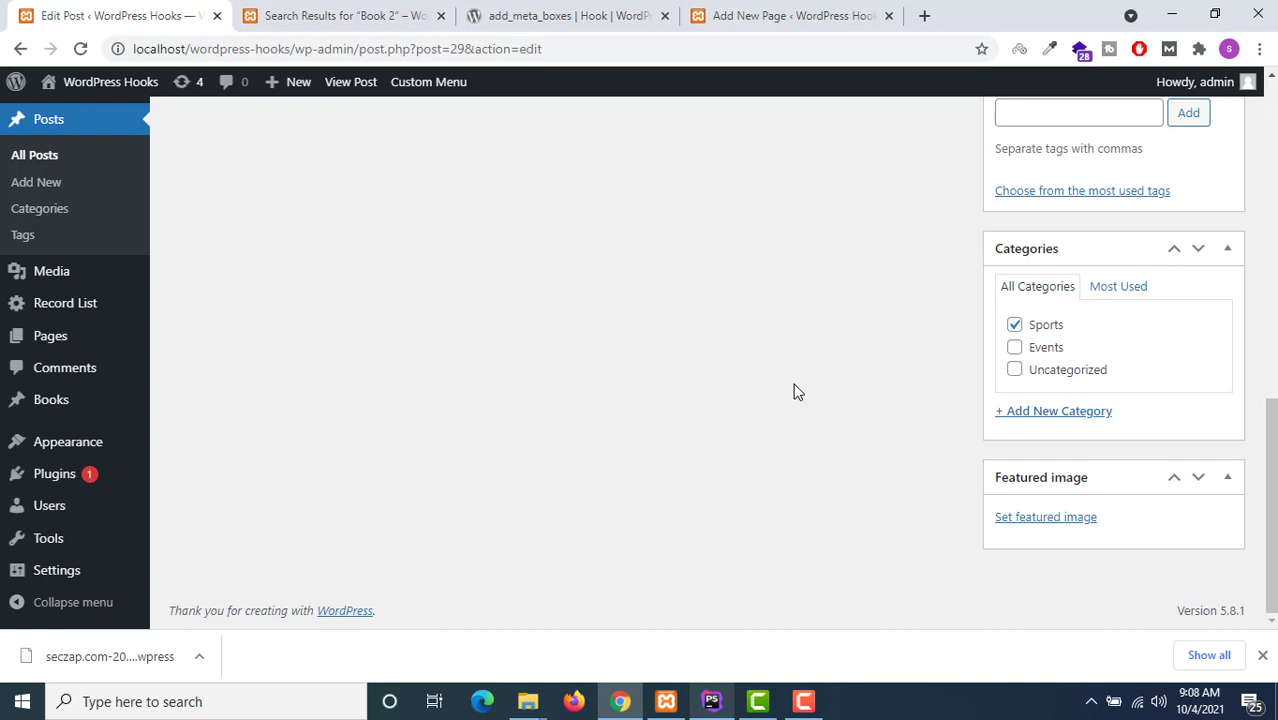 Edit Post ‹ WordPress Hooks — W
Search Results for “Book 2” – Wo
add_meta_boxes | Hook | WordP
Add New Page ‹ WordPress Hook
localhost/wordpress-hooks/wp-admin/post.php?post=29&action=edit
28
S
WordPress Hooks
4
0
New
View Post
Custom Menu
Howdy, admin
Posts
All Posts
Add New
Categories
Tags
Media
Record List
Pages
Comments
Books
Appearance
Plugins 1
Users
Tools
Settings
Collapse menu
Add
Separate tags with commas
Choose from the most used tags
Categories
All Categories
Most Used
Sports
Events
Uncategorized
+ Add New Category
Featured image
Set featured image
Thank you for creating with WordPress.
Version 5.8.1
seczap.com-20....wpress
Show all
Type here to search
PS
9:08 AM
10/4/2021
25